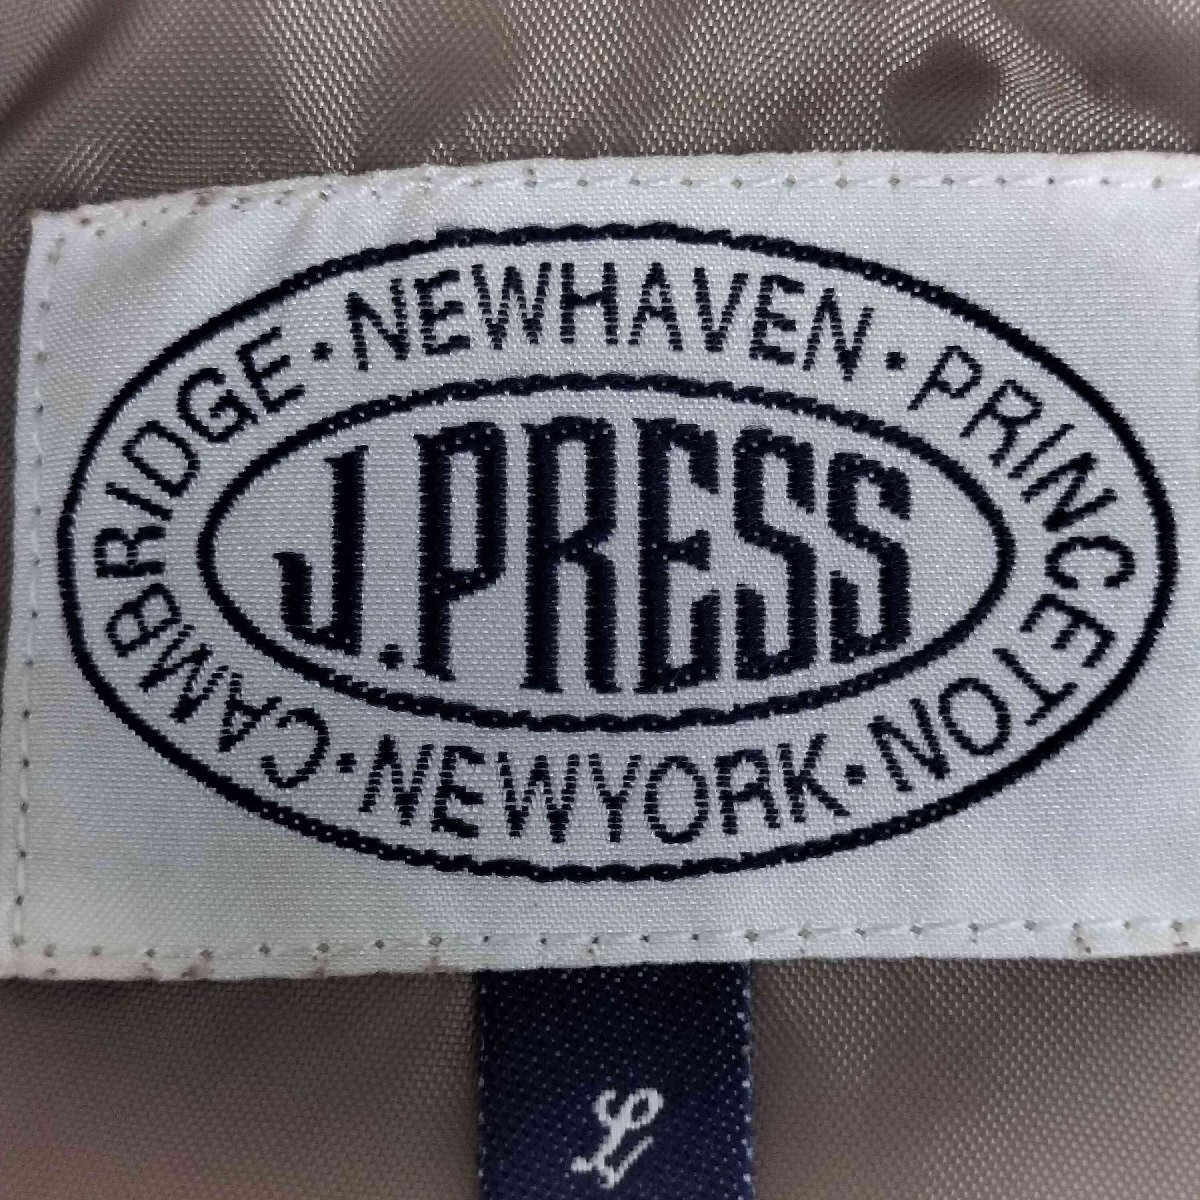 CAMBRIDGE · NEWHAVEN · PRINCETON · NEWYORK ·
J.PRESS
L